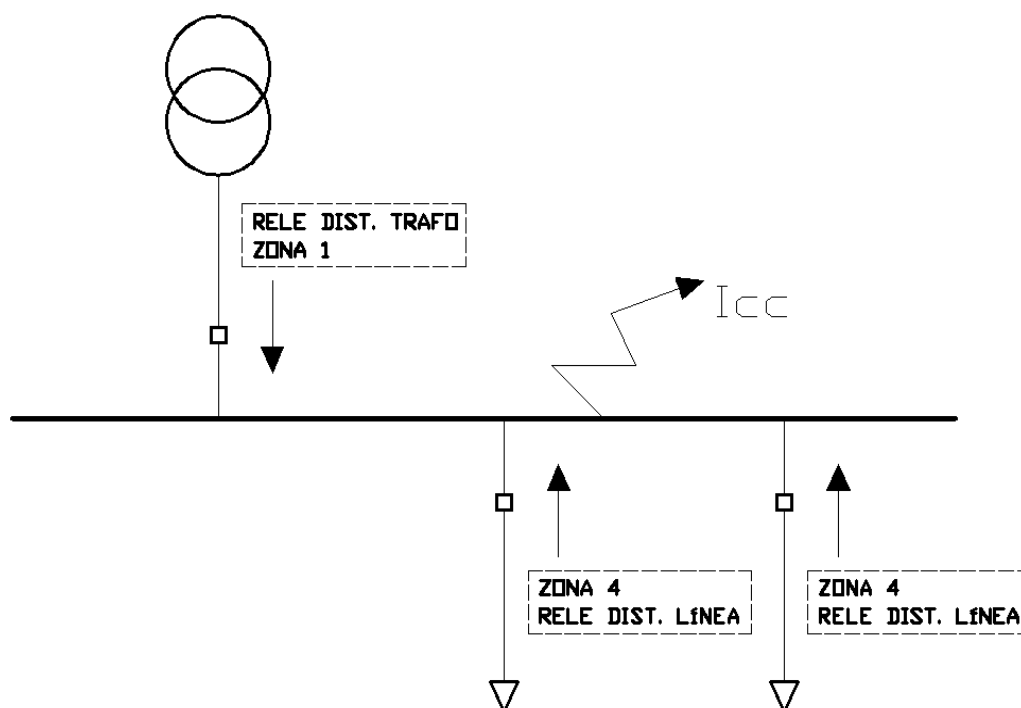 RELE DIST. TRAFO
ZONA 1
Icc
ZONA 4
RELE DIST. LÍNEA
ZONA 4
RELE DIST. LÍNEA